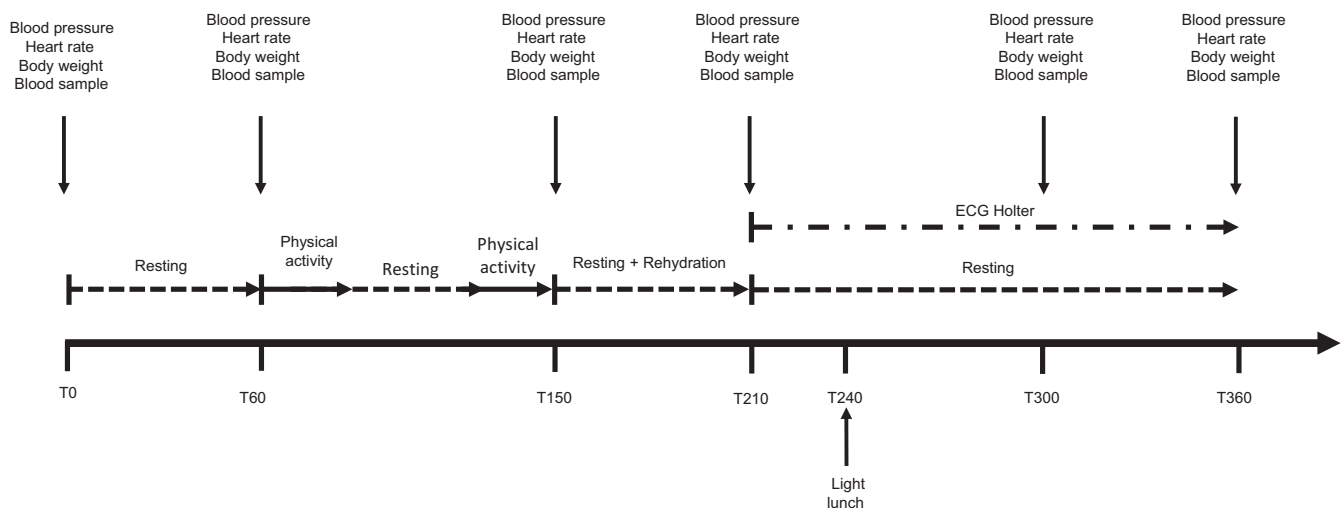 Blood pressure
Heart rate
Body weight
Blood sample
Blood pressure
Heart rate
Body weight
Blood sample
Blood pressure
Heart rate
Body weight
Blood sample
Blood pressure
Heart rate
Body weight
Blood sample
Blood pressure
Heart rate
Body weight
Blood sample
Blood pressure
Heart rate
Body weight
Blood sample
ECG Holter
Resting
Physical
activity
Resting
Physical
activity
Resting + Rehydration
Resting
T0
T60
T150
T210
T240
T300
T360
Light
lunch